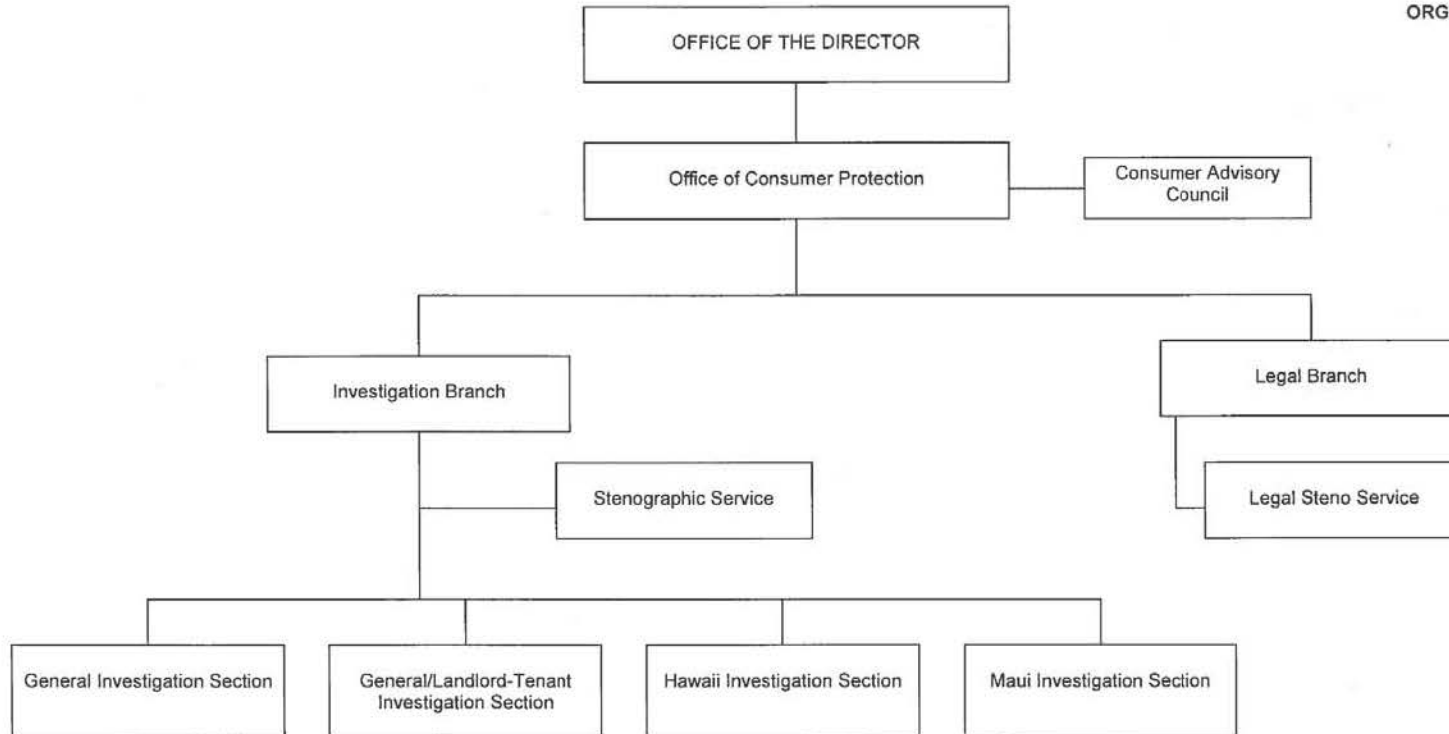 ORG
OFFICE OF THE DIRECTOR
Office of Consumer Protection
Consumer Advisory
Council
Investigation Branch
Legal Branch
Stenographic Service
Legal Steno Service
General Investigation Section
General/Landlord-Tenant
Investigation Section
Hawaii Investigation Section
Maui Investigation Section